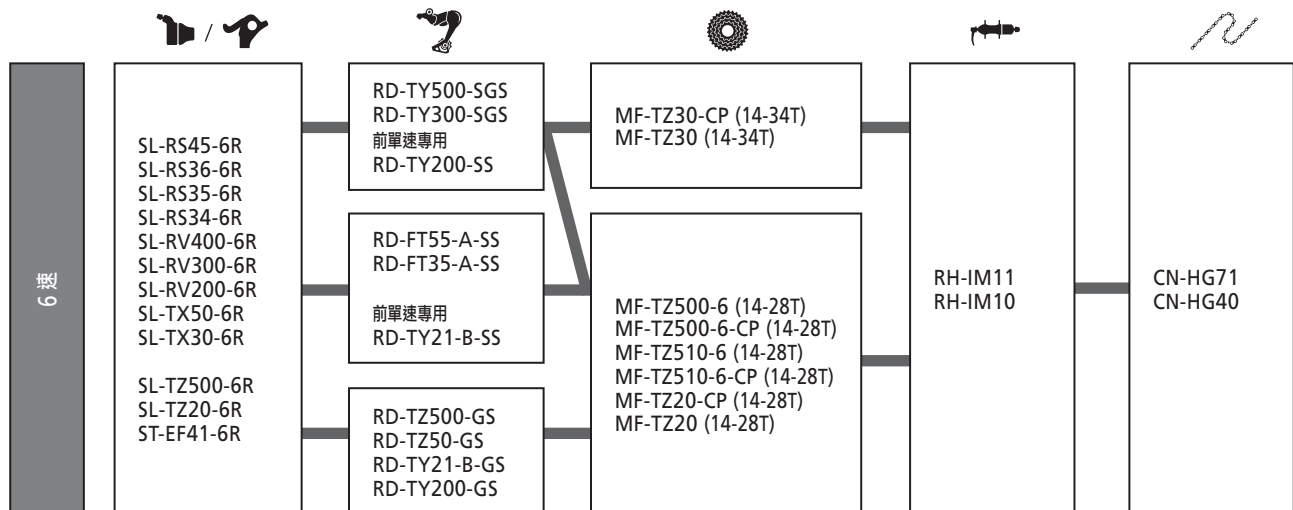 /
6 速
SL-RS45-6R
SL-RS36-6R
SL-RS35-6R
SL-RS34-6R
SL-RV400-6R
SL-RV300-6R
SL-RV200-6R
SL-TX50-6R
SL-TX30-6R
SL-TZ500-6R
SL-TZ20-6R
ST-EF41-6R
RD-TY500-SGS
RD-TY300-SGS
前單速專用
RD-TY200-SS
RD-FT55-A-SS
RD-FT35-A-SS
前單速專用
RD-TY21-B-SS
RD-TZ500-GS
RD-TZ50-GS
RD-TY21-B-GS
RD-TY200-GS
MF-TZ30-CP (14-34T)
MF-TZ30 (14-34T)
MF-TZ500-6 (14-28T)
MF-TZ500-6-CP (14-28T)
MF-TZ510-6 (14-28T)
MF-TZ510-6-CP (14-28T)
MF-TZ20-CP (14-28T)
MF-TZ20 (14-28T)
RH-IM11
RH-IM10
CN-HG71
CN-HG40